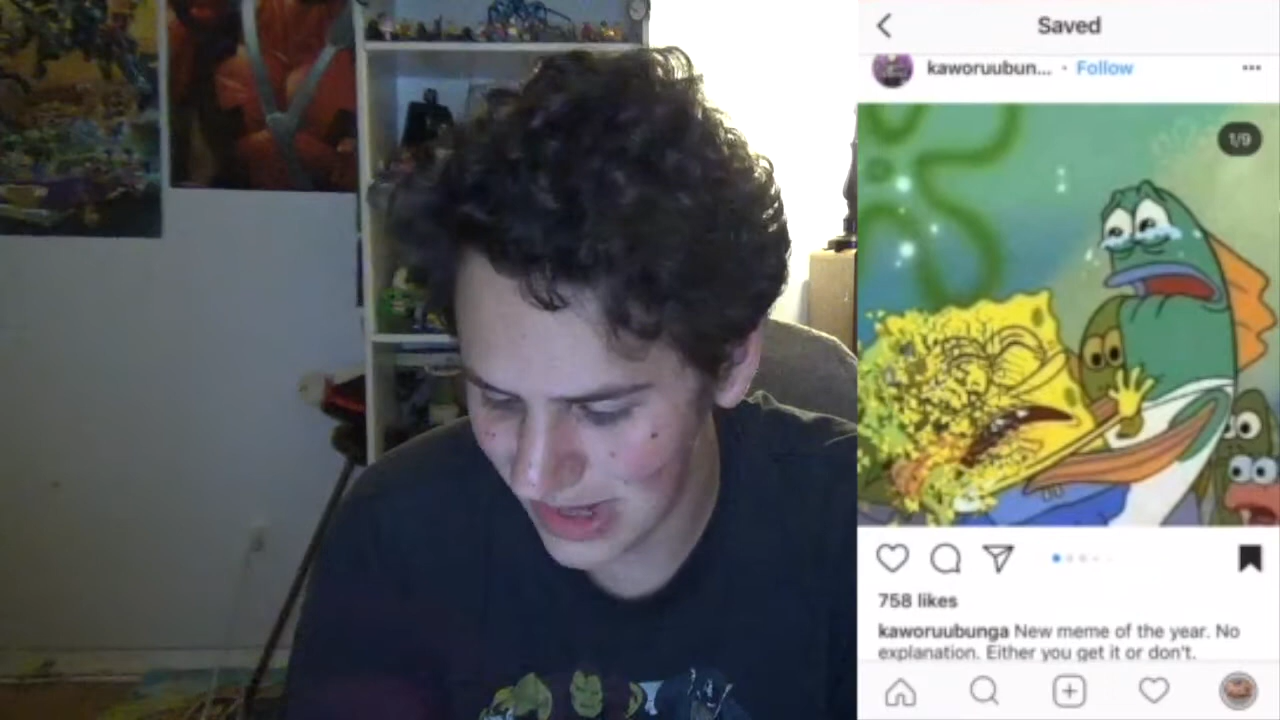 Saved
kaworuubun... • Follow
1/9
758 likes
kaworuubunga New meme of the year. No
explanation. Either you get it or don't.